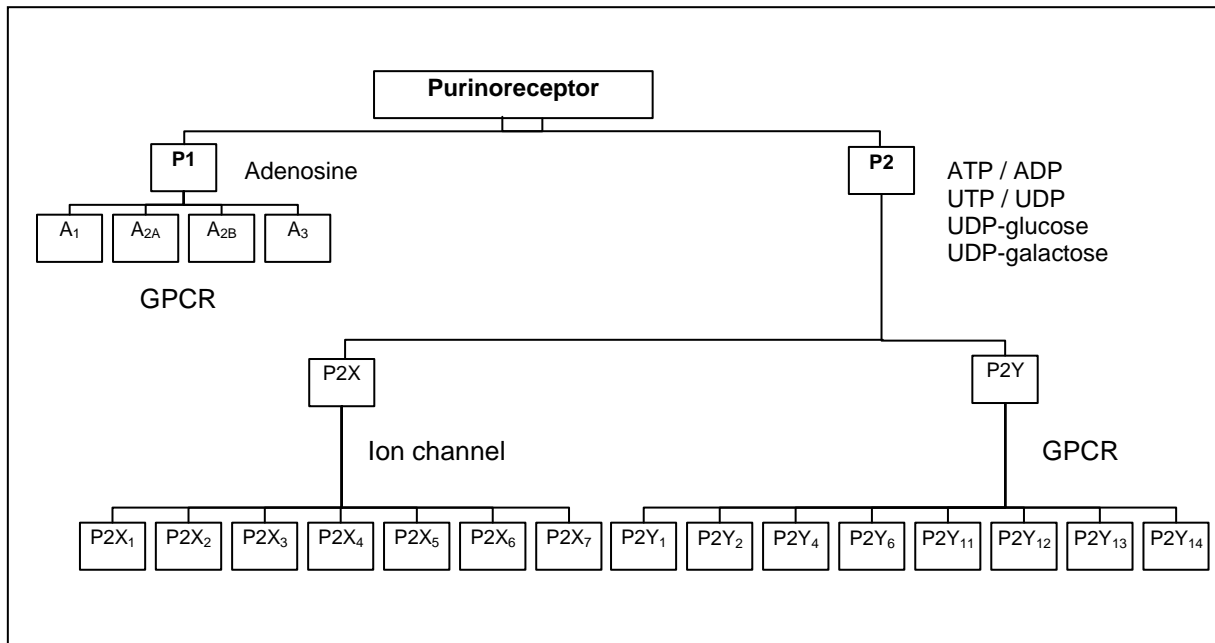 Purinoreceptor
P1
Adenosine
P2
ATP / ADP
UTP / UDP
UDP-glucose
UDP-galactose
A₁ A₂A A₂B A₃
GPCR
P2X
P2Y
Ion channel
GPCR
P2X₁ P2X₂ P2X₃ P2X₄ P2X₅ P2X₆ P2X₇ P2Y₁ P2Y₂ P2Y₄ P2Y₆ P2Y₁₁ P2Y₁₂ P2Y₁₃ P2Y₁₄